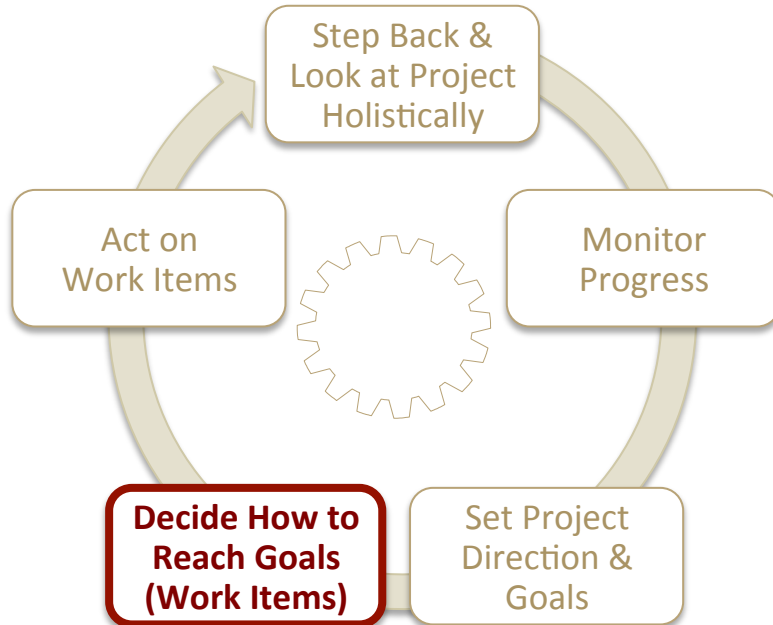 Step Back &
Look at Project
Holistically
Monitor
Progress
Set Project
Direction &
Goals
Decide How to
Reach Goals
(Work Items)
Act on
Work Items